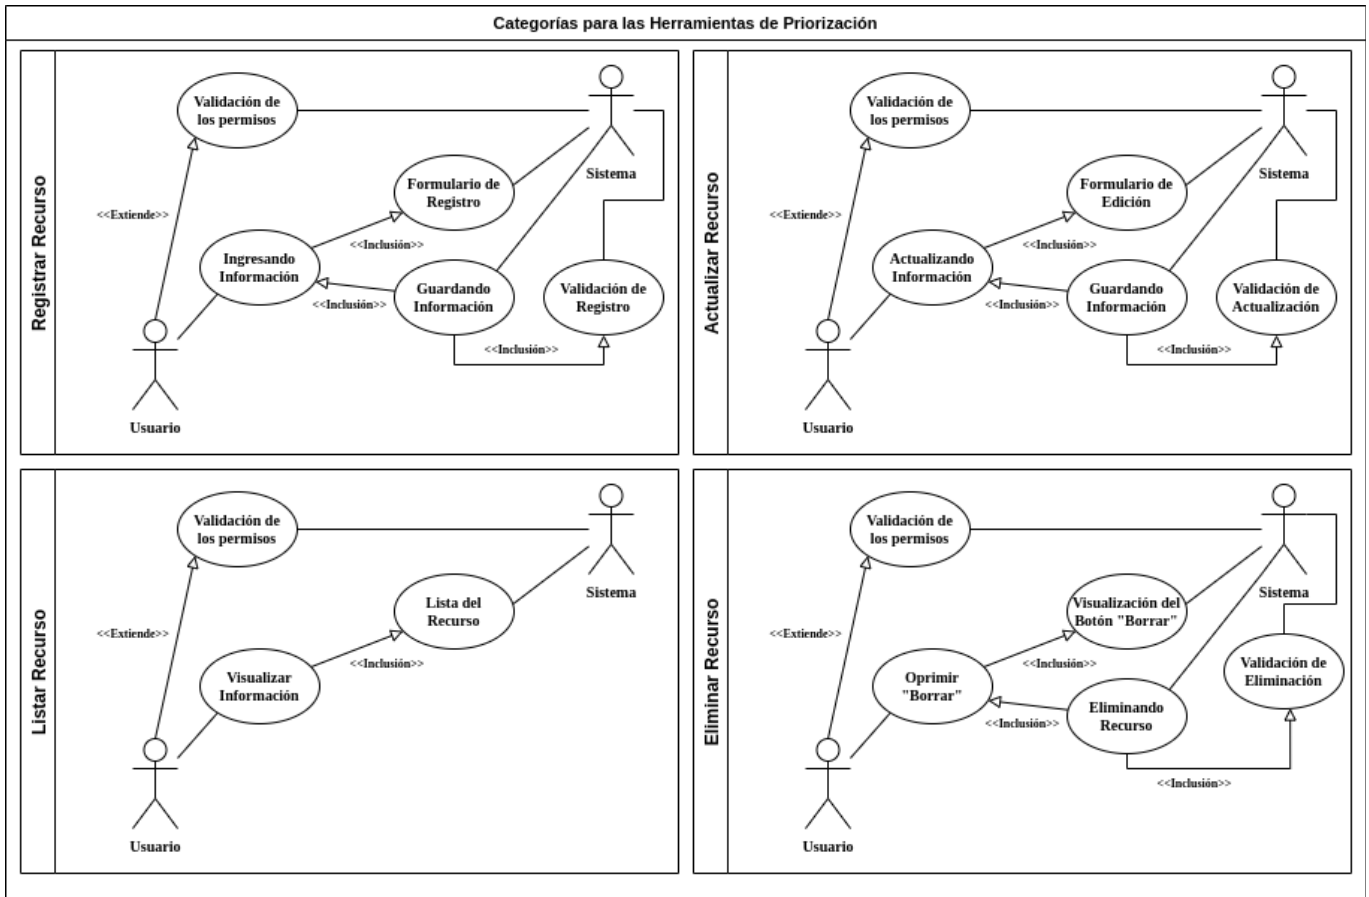 Categorías para las Herramientas de Priorización
Registrar Recurso
Validación de
los permisos
Sistema
<<Extiende>>
Formulario de
Registro
<<Inclusión>>
Ingresando
Información
Guardando
Información
<<Inclusión>>
Validación de
Registro
<<Inclusión>>
Usuario
Actualizar Recurso
Validación de
los permisos
Sistema
<<Extiende>>
Formulario de
Edición
<<Inclusión>>
Actualizando
Información
Guardando
Información
<<Inclusión>>
Validación de
Actualización
<<Inclusión>>
Usuario
Listar Recurso
Validación de
los permisos
Sistema
<<Extiende>>
Lista del
Recurso
<<Inclusión>>
Visualizar
Información
Usuario
Eliminar Recurso
Validación de
los permisos
Sistema
<<Extiende>>
Visualización del
Botón "Borrar"
<<Inclusión>>
Oprimir
"Borrar"
Eliminando
Recurso
<<Inclusión>>
Validación de
Eliminación
<<Inclusión>>
Usuario